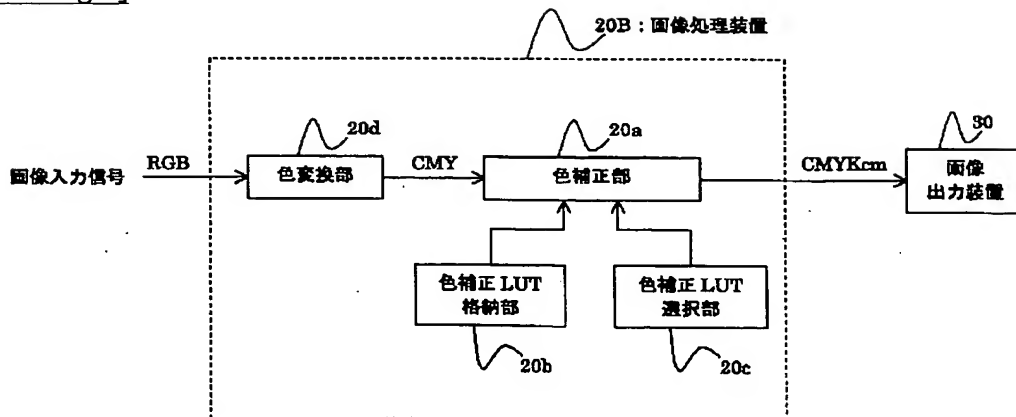 20B：画像処理装置
20d
20a
30
画像入力信号
RGB
色変換部
CMY
色補正部
CMYKcm
画像
出力装置
色補正 LUT
格納部
色補正 LUT
選択部
20b
20c